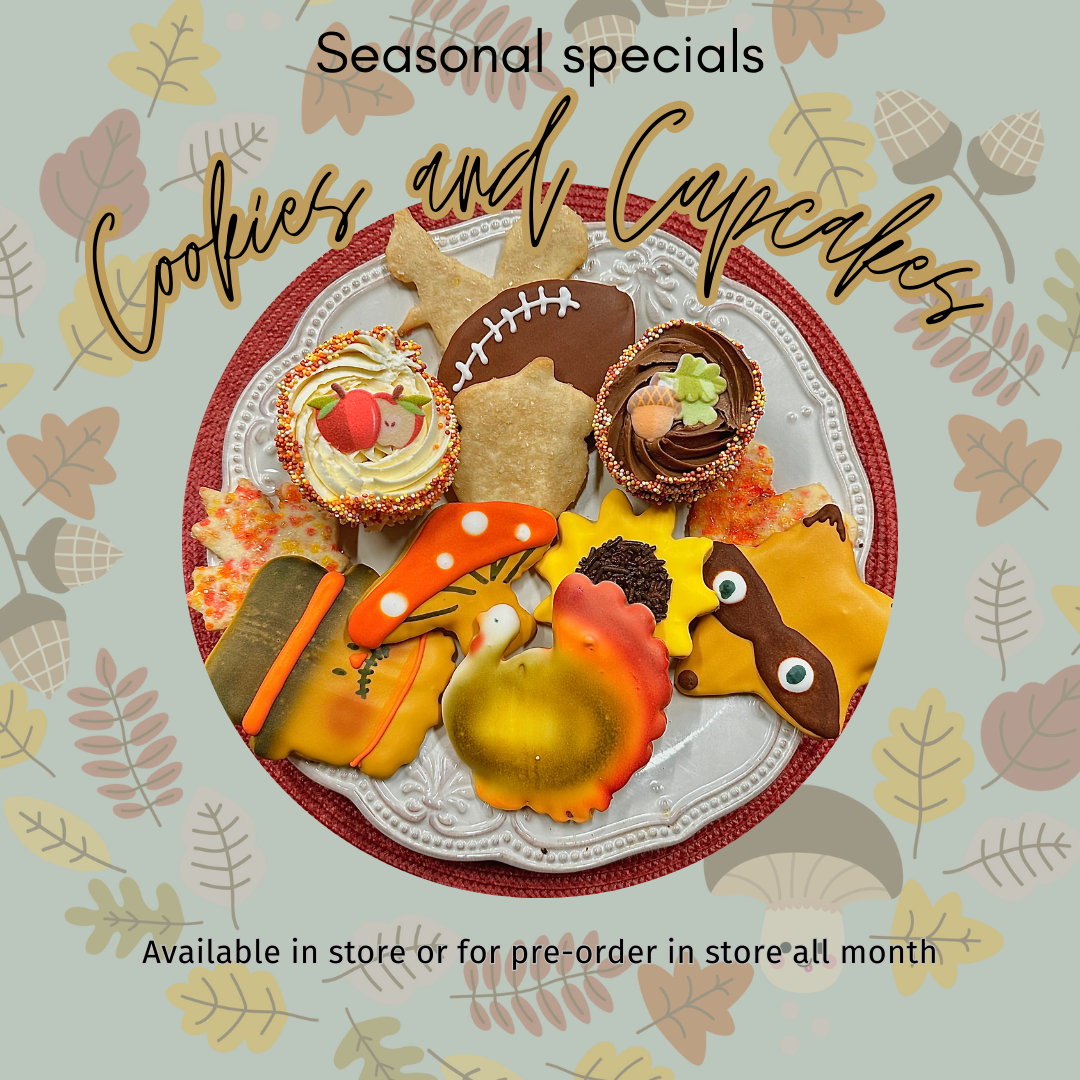 Seasonal specials
Cookies and Cupcakes
Available in store or for pre-order in store all month